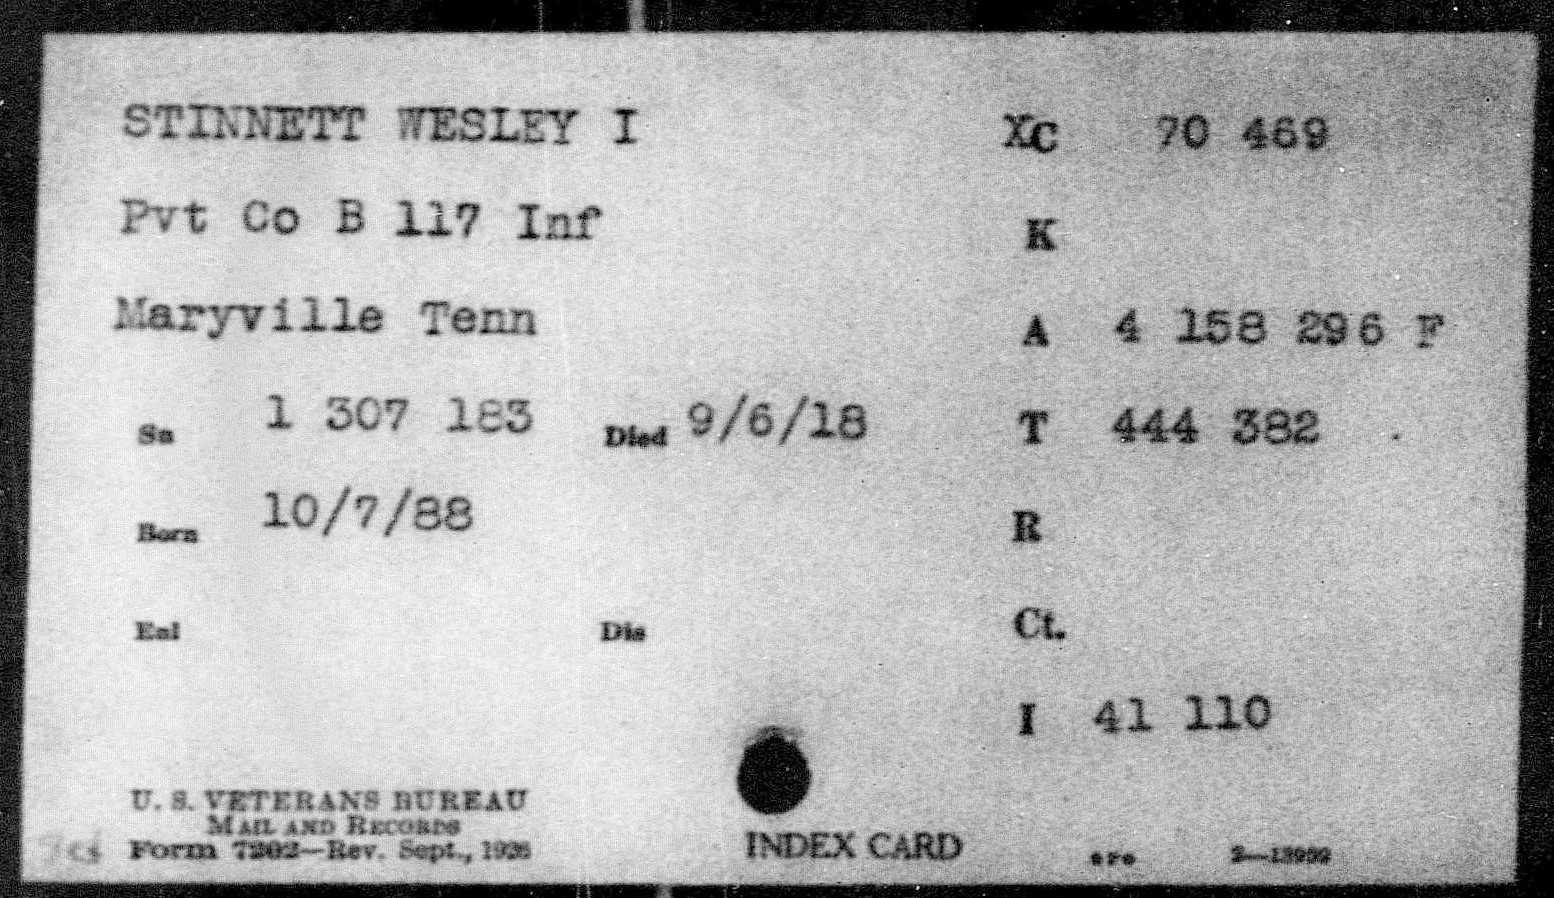 STINNETT WESLEY I XC 70 469
Pvt Co B 117 Inf K
Maryville Tenn A 4 158 296 F
Sn 1 307 183 Died 9/6/18 T 444 382
Born 10/7/88 R
Enl Dis Ct.
I 41 110
U. S. VETERANS BUREAU
MAIL AND RECORDS
Form 7202—Rev. Sept., 1926 INDEX CARD GPO